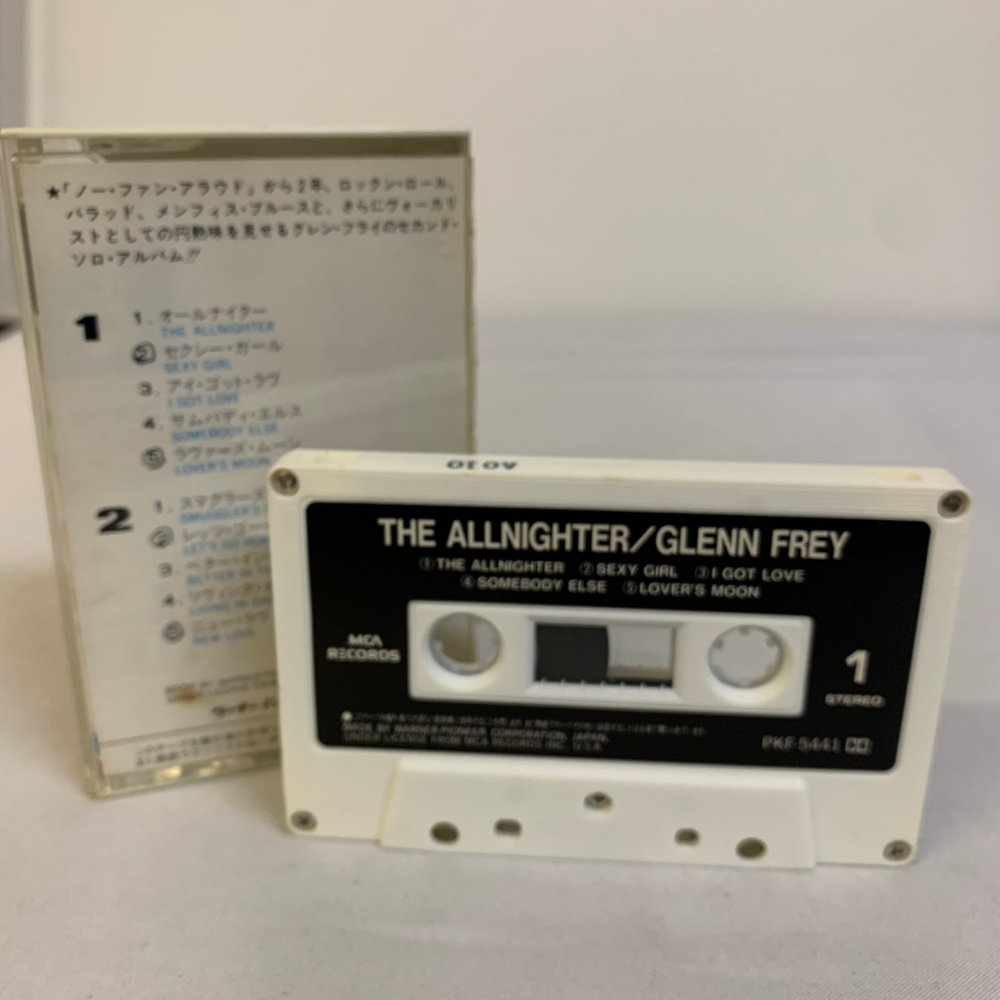 ★「ノー・ファン・アラウド」から2年、ロックン・ロール、
バラッド、メンフィス・ブルースと、さらにヴォーカリ
ストとしての円熟味を見せるグレン・フライのセカンド・
ソロ・アルバム!!
1
1. オールナイター
THE ALLNIGHTER
② セクシー・ガール
SEXY GIRL
3. アイ・ゴット・ラヴ
I GOT LOVE
4. サムバディ・エルス
SOMEBODY ELSE
⑤ ラヴァーズ・ムーン
LOVER'S MOON
2
1. スマグラーズ
SMUGGLER'S
② レッツ・ゴー
LET'S GO
3. ベター・イン
BETTER IN
4. リヴィング・
LIVING IN
⑤ ニュー・ラヴ
NEW LOVE
THE ALLNIGHTER/GLENN FREY
①THE ALLNIGHTER ②SEXY GIRL ③I GOT LOVE
④SOMEBODY ELSE ⑤LOVER'S MOON
MCA
RECORDS
1
STEREO
MADE BY WARNER-PIONEER CORPORATION, JAPAN,
UNDER LICENSE FROM MCA RECORDS INC. U.S.A.
PKF-5441